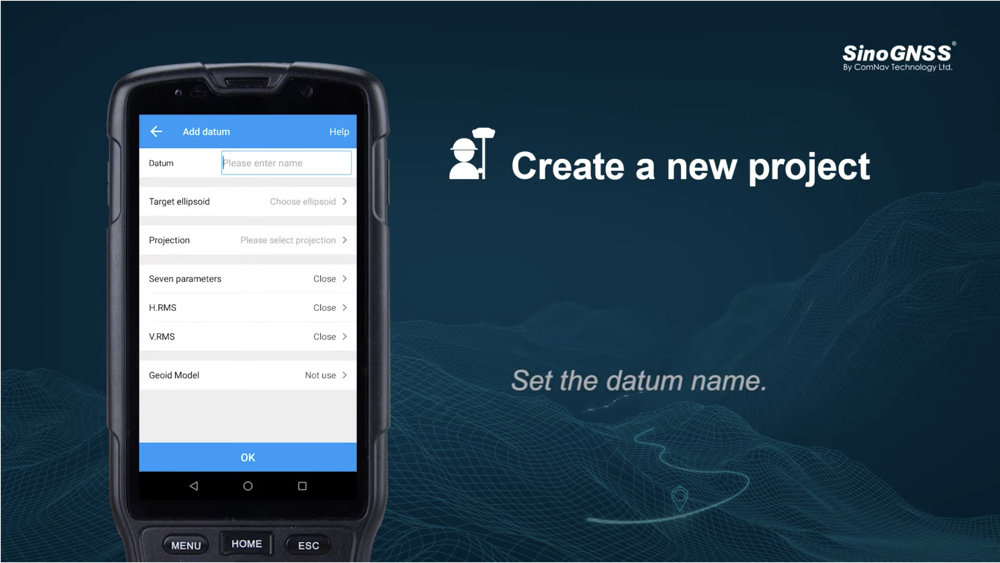 SinoGNSS®
By ComNav Technology Ltd.
Add datum Help
Datum Please enter name
Target ellipsoid Choose ellipsoid
Projection Please select projection
Seven parameters Close
H.RMS Close
V.RMS Close
Geoid Model Not use
OK
MENU HOME ESC
Create a new project
Set the datum name.